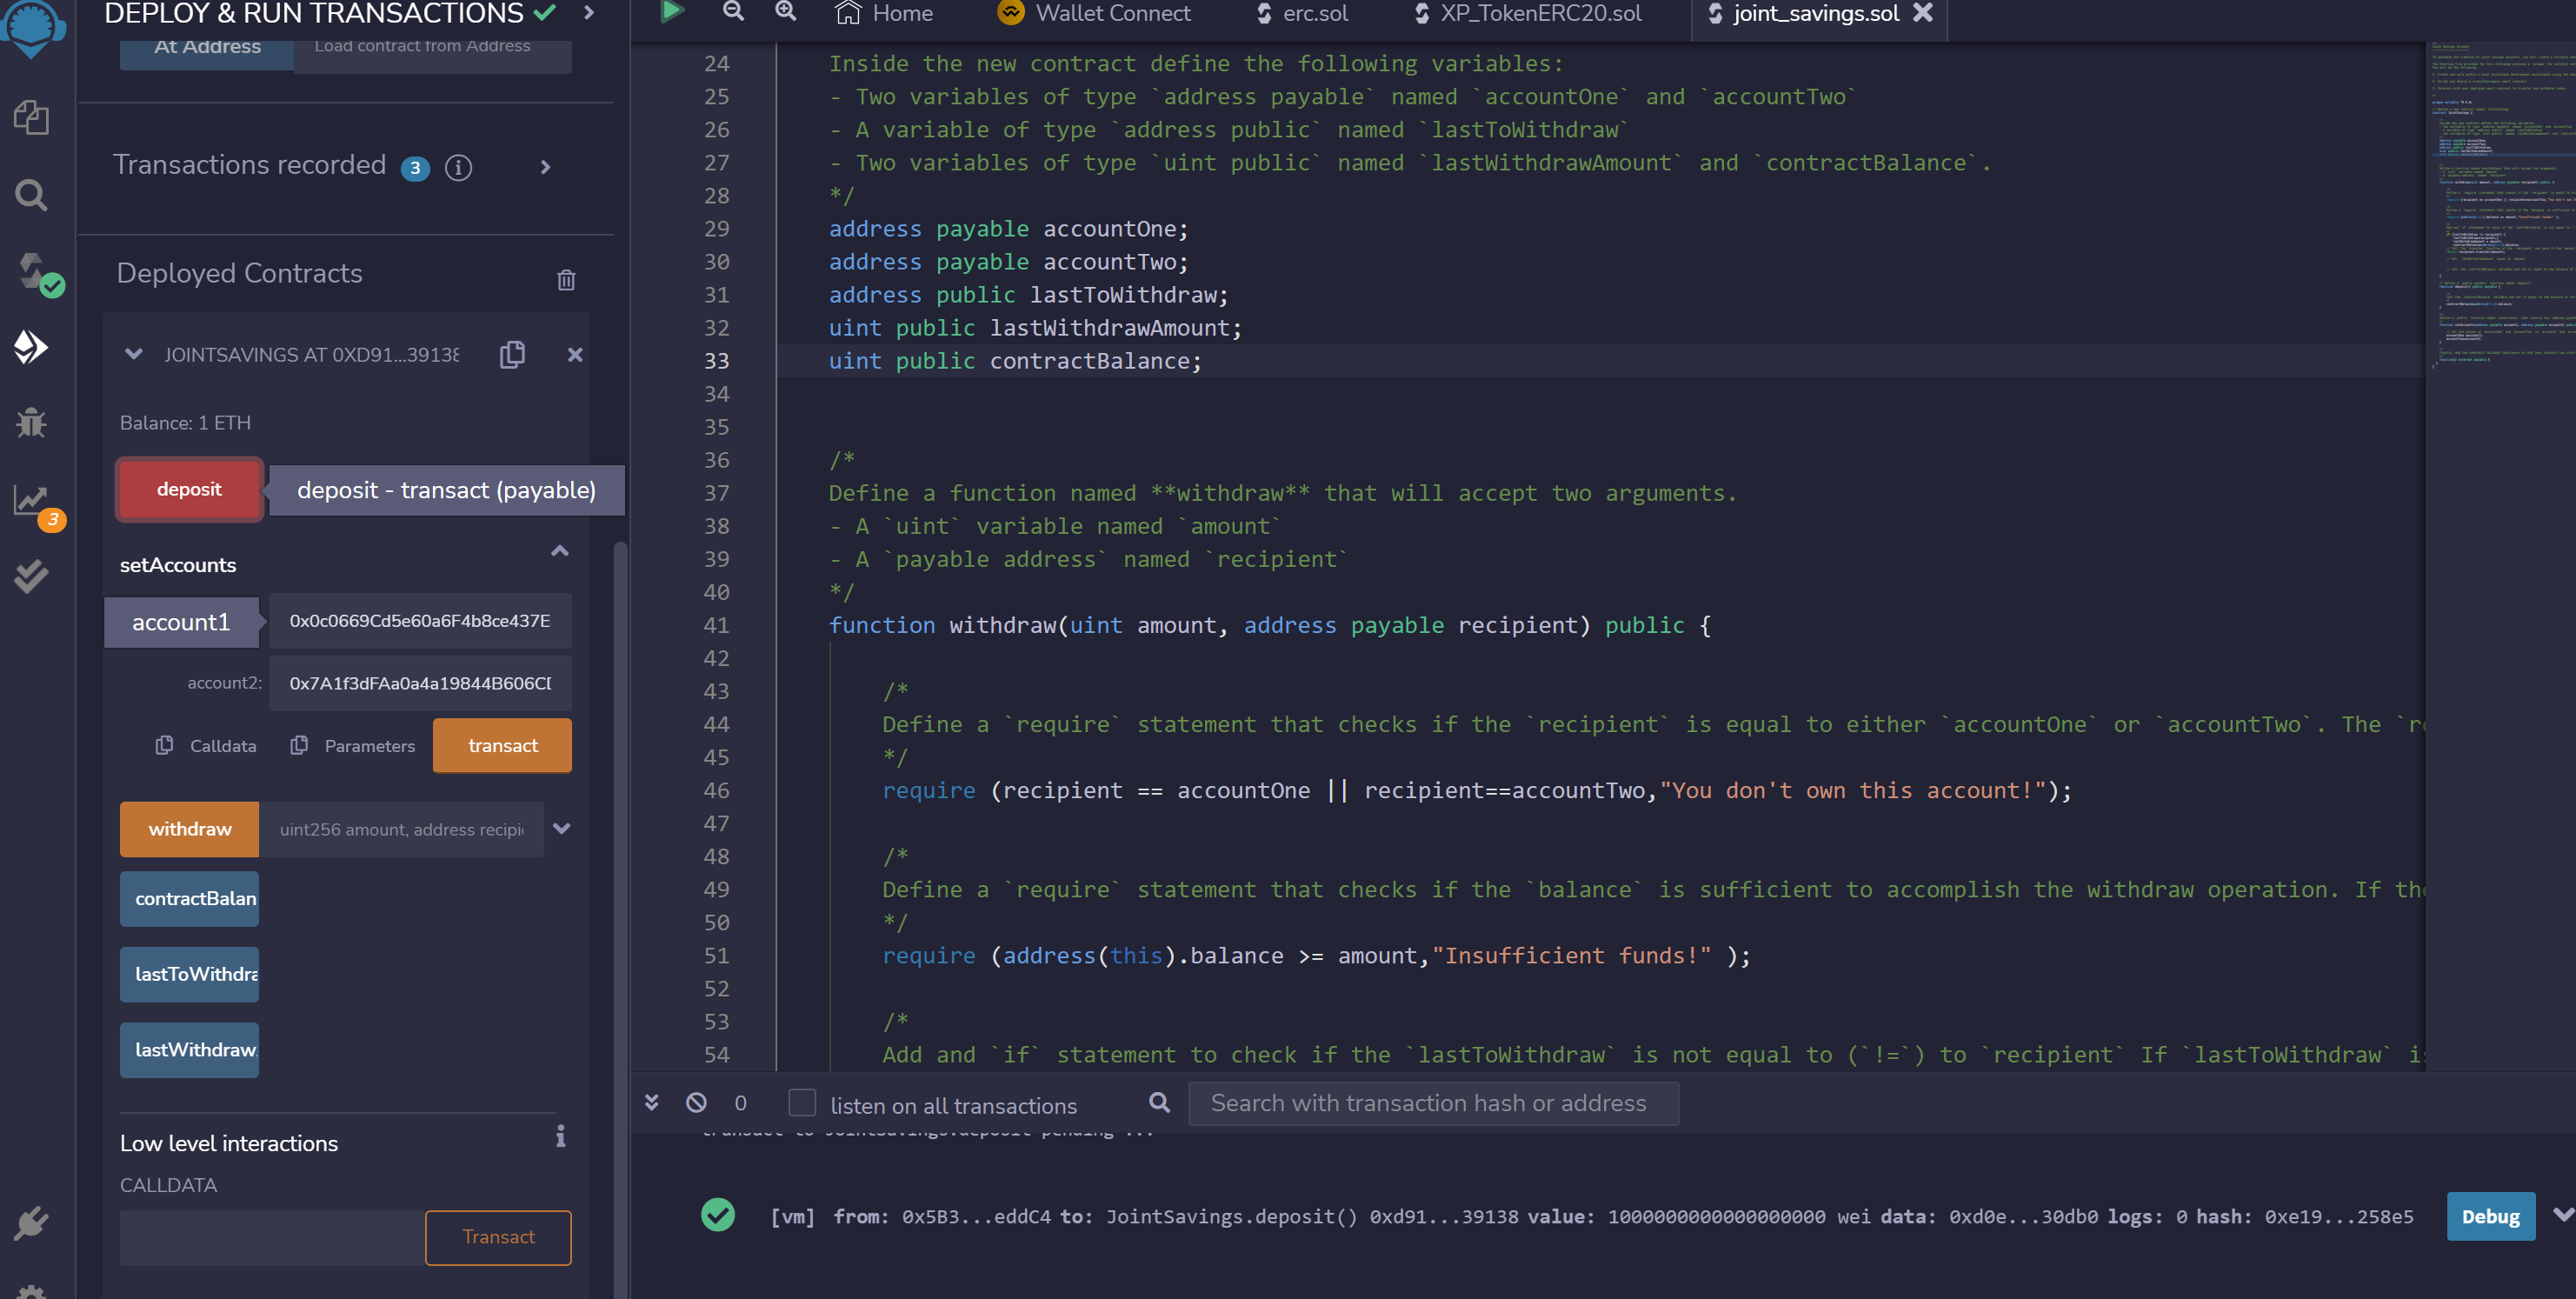 DEPLOY & RUN TRANSACTIONS
At Address
Load contract from Address
Transactions recorded 3
Deployed Contracts
JOINTSAVINGS AT 0XD91...39138
Balance: 1 ETH
deposit
deposit - transact (payable)
setAccounts
account1
0x0c0669Cd5e60a6F4b8ce437E
account2:
0x7A1f3dFAa0a4a19844B606CD
Calldata
Parameters
transact
withdraw
uint256 amount, address recipie
contractBalan
lastToWithdra
lastWithdraw
Low level interactions
CALLDATA
Transact
3
Home
Wallet Connect
erc.sol
XP_TokenERC20.sol
joint_savings.sol
24 Inside the new contract define the following variables:
25 - Two variables of type `address payable` named `accountOne` and `accountTwo`
26 - A variable of type `address public` named `lastToWithdraw`
27 - Two variables of type `uint public` named `lastWithdrawAmount` and `contractBalance`.
28 */
29 address payable accountOne;
30 address payable accountTwo;
31 address public lastToWithdraw;
32 uint public lastWithdrawAmount;
33 uint public contractBalance;
34
35
36 /*
37 Define a function named **withdraw** that will accept two arguments.
38 - A `uint` variable named `amount`
39 - A `payable address` named `recipient`
40 */
41 function withdraw(uint amount, address payable recipient) public {
42
43 /*
44 Define a `require` statement that checks if the `recipient` is equal to either `accountOne` or `accountTwo`. The `re
45 */
46 require (recipient == accountOne || recipient==accountTwo,"You don't own this account!");
47
48 /*
49 Define a `require` statement that checks if the `balance` is sufficient to accomplish the withdraw operation. If the
50 */
51 require (address(this).balance >= amount,"Insufficient funds!" );
52
53 /*
54 Add and `if` statement to check if the `lastToWithdraw` is not equal to (`!=`) to `recipient` If `lastToWithdraw` is
0
listen on all transactions
Search with transaction hash or address
transact to JointSavings.deposit pending ...
[vm] from: 0x5B3...eddC4 to: JointSavings.deposit() 0xd91...39138 value: 1000000000000000000 wei data: 0xd0e...30db0 logs: 0 hash: 0xe19...258e5
Debug